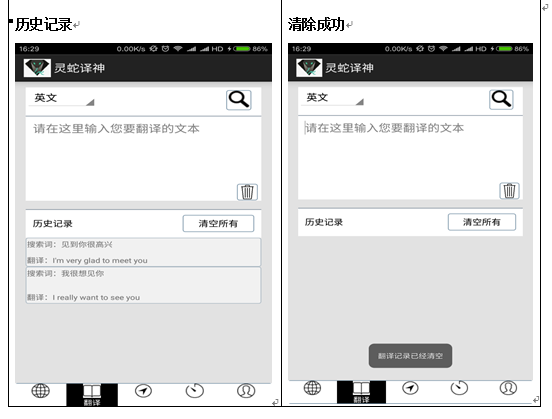 历史记录
16:29 0.00K/s HD 86%
灵蛇译神
英文
请在这里输入您要翻译的文本
历史记录 清空所有
搜索词：见到你很高兴
翻译：I'm very glad to meet you
搜索词：我很想见你
翻译：I really want to see you
翻译
清除成功
16:29 0.00K/s HD 86%
灵蛇译神
英文
请在这里输入您要翻译的文本
历史记录 清空所有
翻译记录已经清空
翻译